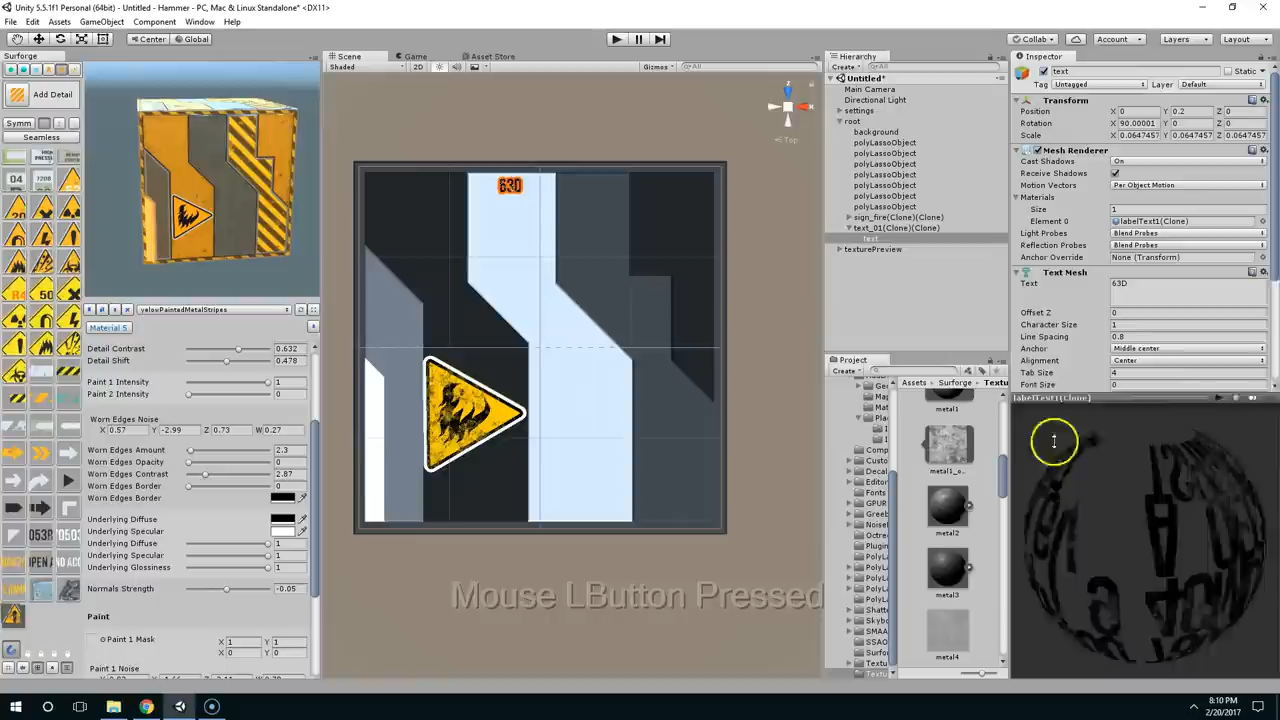 Unity 5.5.1f1 Personal (64bit) - Untitled - Hammer - PC, Mac & Linux Standalone* <DX11>
File Edit Assets GameObject Component Window Help
Center Global
Collab Account Layers Layout
Surforge
Add Detail
Symm
Seamless
yelowPaintedMetalStripes
Material 5
Detail Contrast 0.632
Detail Shift 0.478
Paint 1 Intensity 1
Paint 2 Intensity 0
Worn Edges Noise
X 0.57 Y -2.99 Z 0.73 W 0.27
Worn Edges Amount 2.3
Worn Edges Opacity 0
Worn Edges Contrast 2.87
Worn Edges Border 0
Worn Edges Border
Underlying Diffuse
Underlying Specular
Underlying Diffuse 1
Underlying Specular 1
Underlying Glossiness 1
Normals Strength -0.05
Paint
Paint 1 Mask X 1 Y 1
X 0 Y 0
Paint 1 Noise
Scene Game Asset Store
Shaded 2D Gizmos All
Top
63D
Mouse LButton Pressed
Hierarchy
Create All
Untitled*
Main Camera
Directional Light
settings
root
background
polyLassoObject
polyLassoObject
polyLassoObject
polyLassoObject
polyLassoObject
polyLassoObject
polyLassoObject
sign_fire(Clone)(Clone)
text_01(Clone)(Clone)
text
texturePreview
Project
Create
Assets Surforge Textu
metal1
metal1_o..
metal2
metal3
metal4
Inspector
text Static
Tag Untagged Layer Default
Transform
Position X 0 Y 0.2 Z 0
Rotation X 90.00001 Y 0 Z 0
Scale X 0.0647457 Y 0.0647457 Z 0.0647457
Mesh Renderer
Cast Shadows On
Receive Shadows
Motion Vectors Per Object Motion
Materials
Size 1
Element 0 labelText1(Clone)
Light Probes Blend Probes
Reflection Probes Blend Probes
Anchor Override None (Transform)
Text Mesh
Text 63D
Offset Z 0
Character Size 1
Line Spacing 0.8
Anchor Middle center
Alignment Center
Tab Size 4
Font Size 0
labelText1(Clone)
8:10 PM
2/20/2017